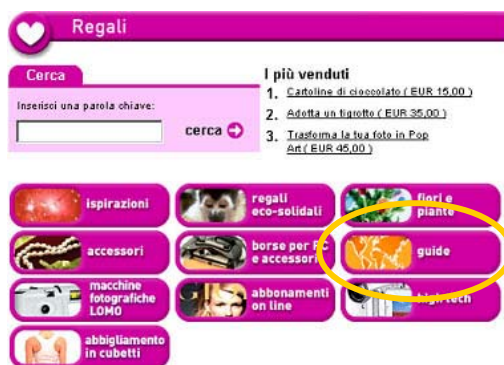 Regali
Cerca
Inserisci una parola chiave:
cerca
I più venduti
1. Cartoline di cioccolato ( EUR 15,00 )
2. Adotta un tigrotto ( EUR 35,00 )
3. Trasforma la tua foto in Pop
Art ( EUR 45,00 )
ispirazioni
regali
eco-solidali
fiori e
piante
accessori
borse per PC
e accessori
guide
macchine
fotografiche
LOMO
abbonamenti
on line
high tech
abbigliamento
in cubetti